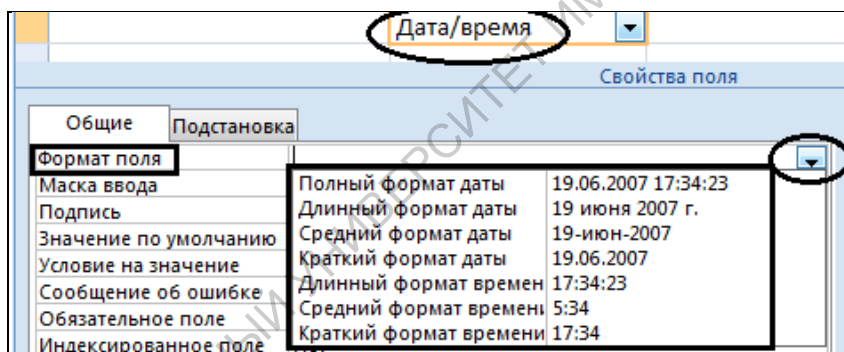 Дата/время
Свойства поля
Общие Подстановка
Формат поля
Маска ввода
Подпись
Значение по умолчанию
Условие на значение
Сообщение об ошибке
Обязательное поле
Индексированное поле
Полный формат даты 19.06.2007 17:34:23
Длинный формат даты 19 июня 2007 г.
Средний формат даты 19-июн-2007
Краткий формат даты 19.06.2007
Длинный формат времен 17:34:23
Средний формат времени 5:34
Краткий формат времени 17:34
УНИВЕРСИТЕТ